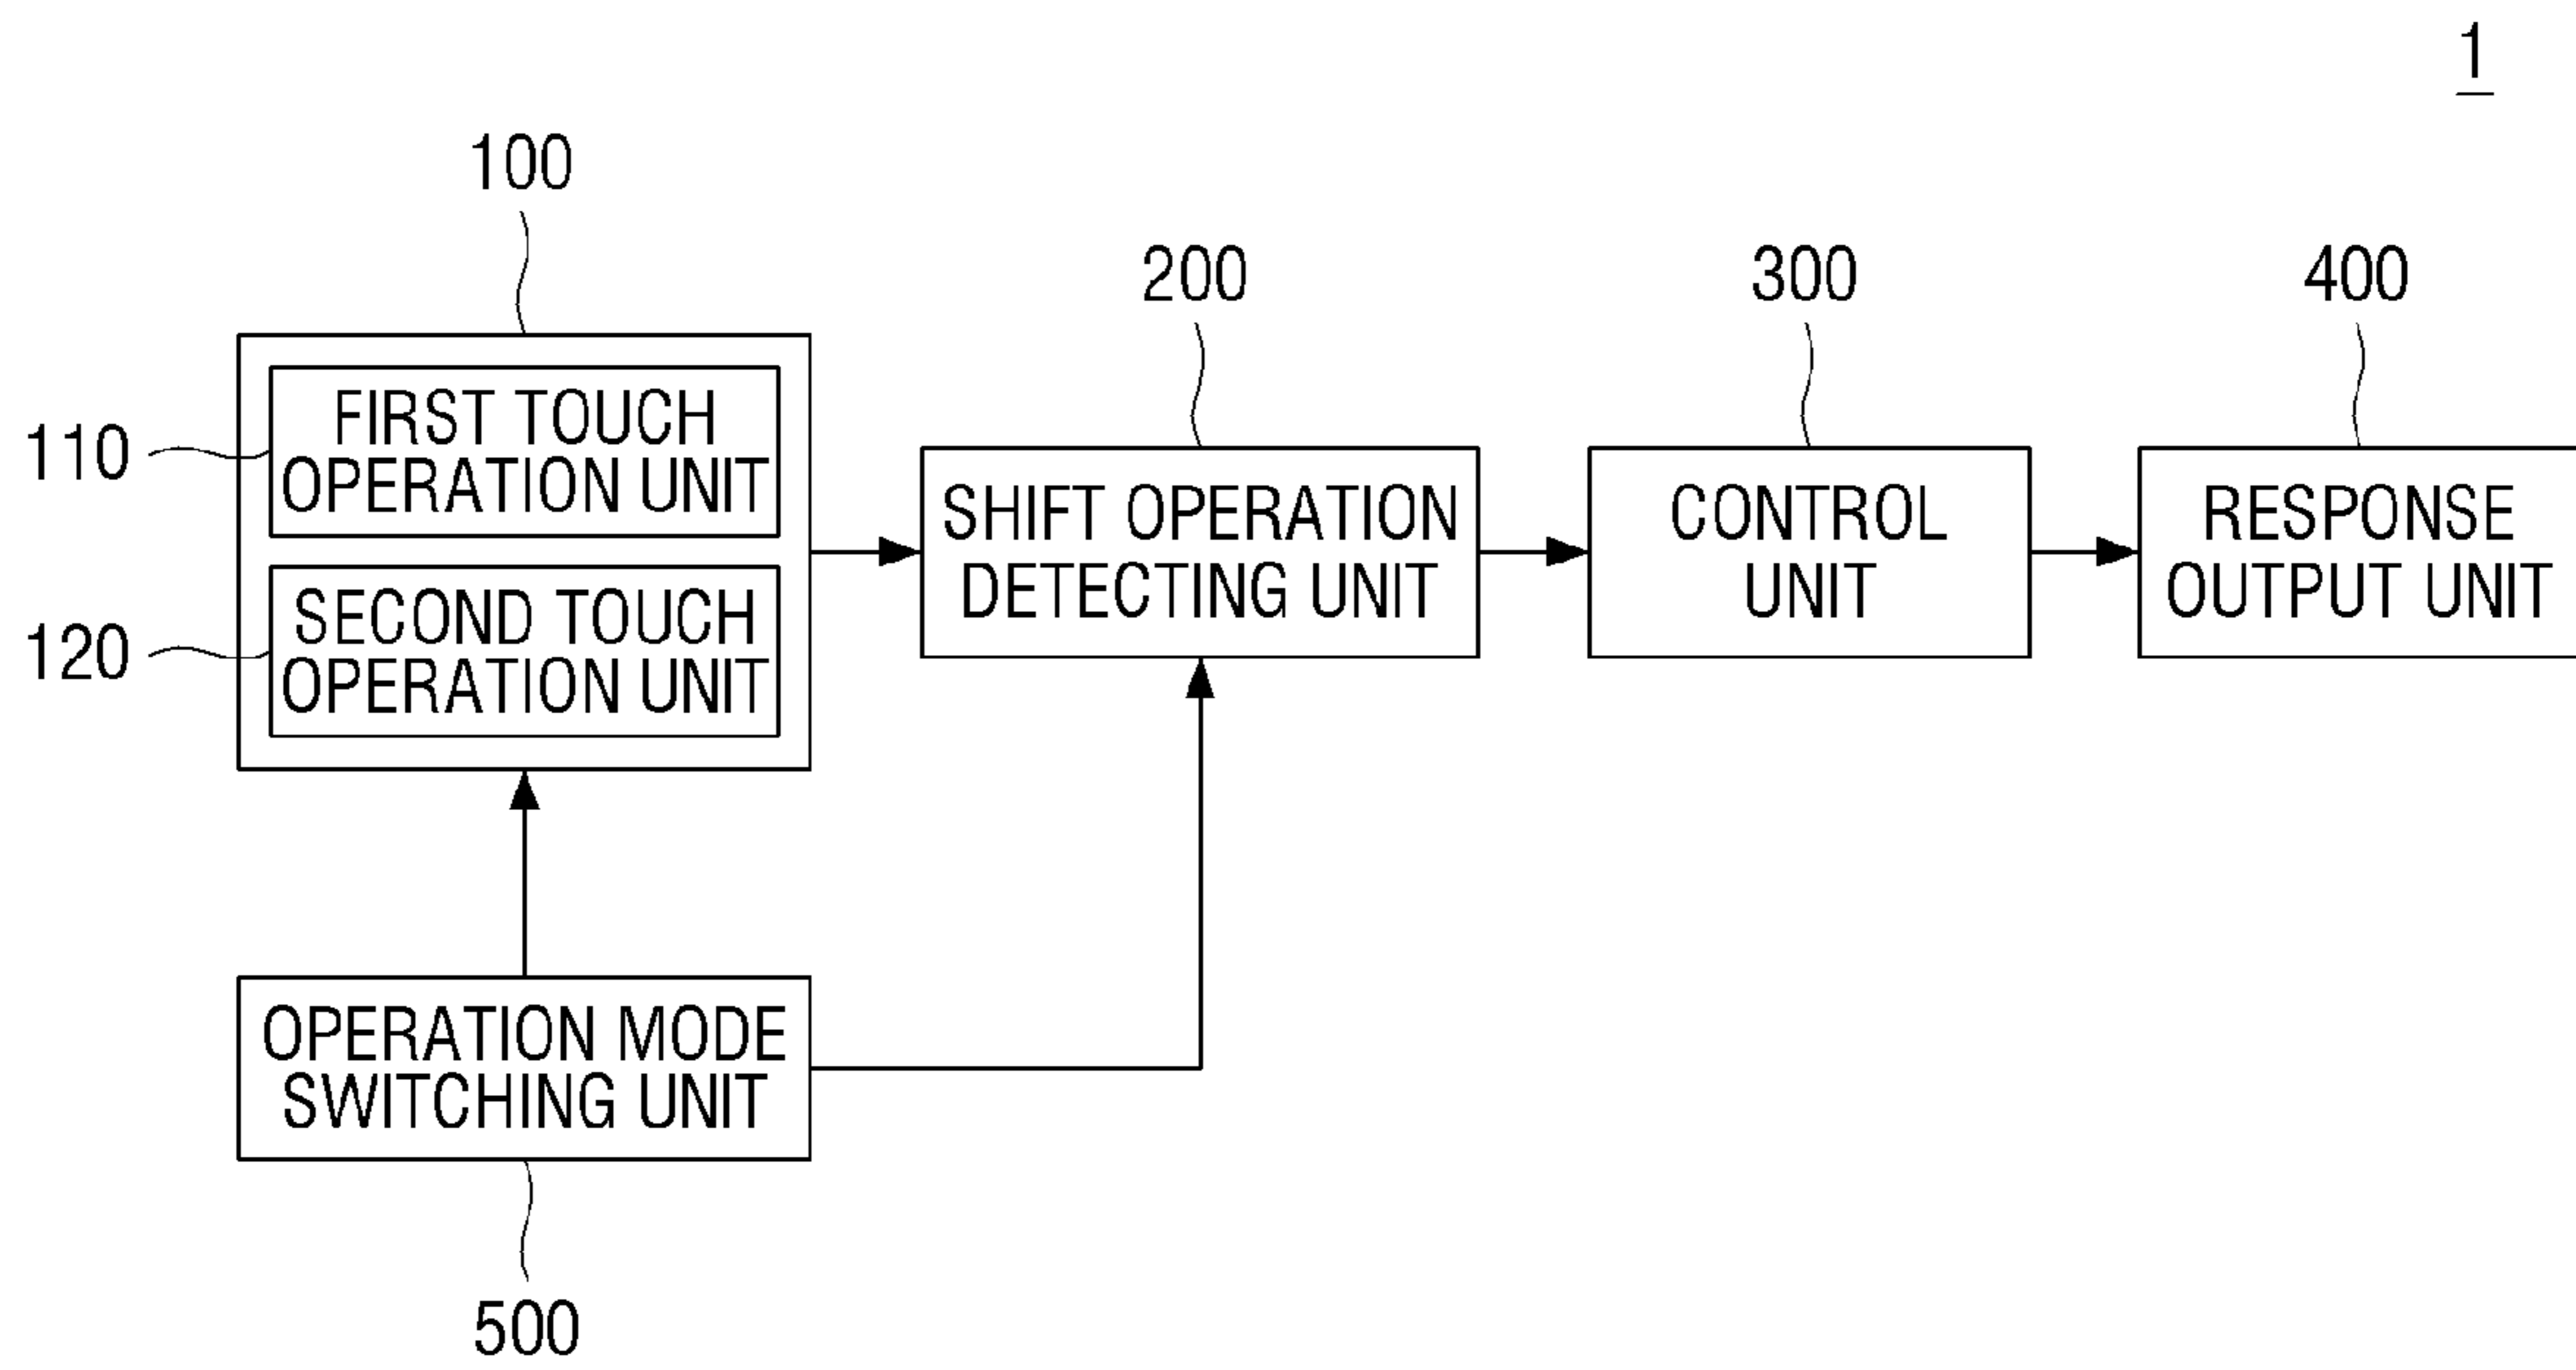 1
100
200
300
400
110
FIRST TOUCH
OPERATION UNIT
120
SECOND TOUCH
OPERATION UNIT
SHIFT OPERATION
DETECTING UNIT
CONTROL
UNIT
RESPONSE
OUTPUT UNIT
OPERATION MODE
SWITCHING UNIT
500